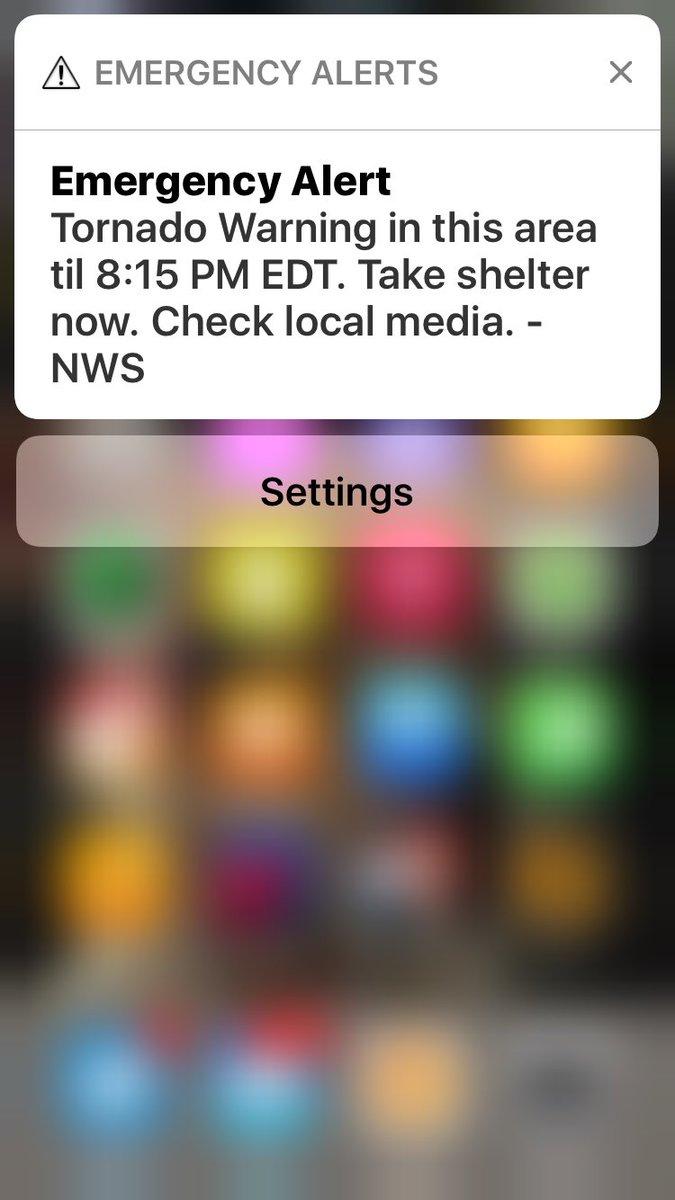 EMERGENCY ALERTS
Emergency Alert
Tornado Warning in this area
til 8:15 PM EDT. Take shelter
now. Check local media. -
NWS
Settings